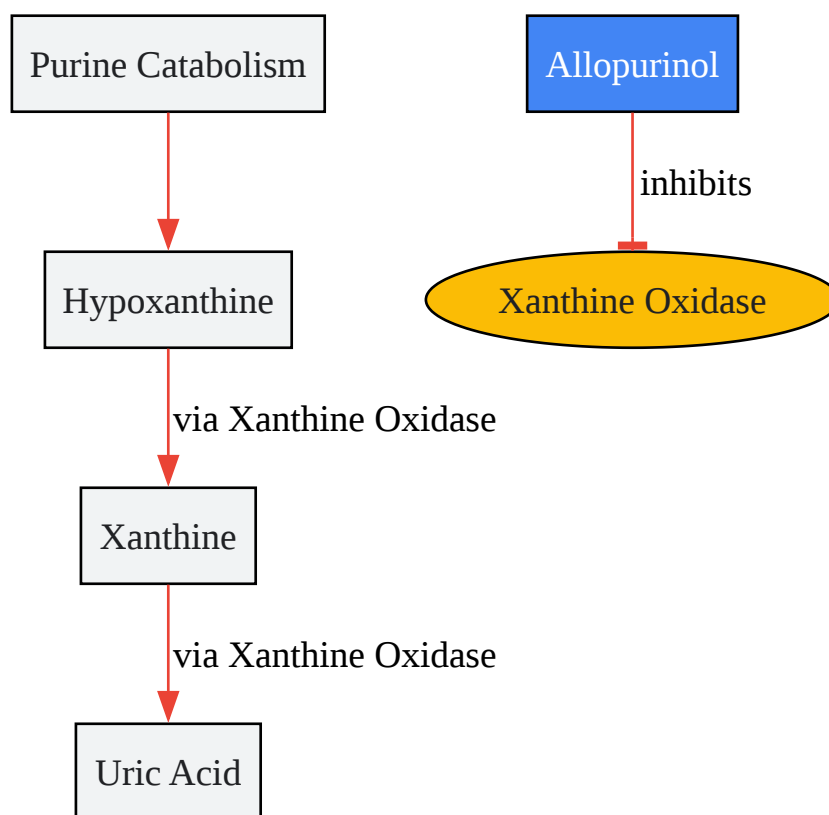 Purine Catabolism
Allopurinol
inhibits
Hypoxanthine
Xanthine Oxidase
via Xanthine Oxidase
Xanthine
via Xanthine Oxidase
Uric Acid